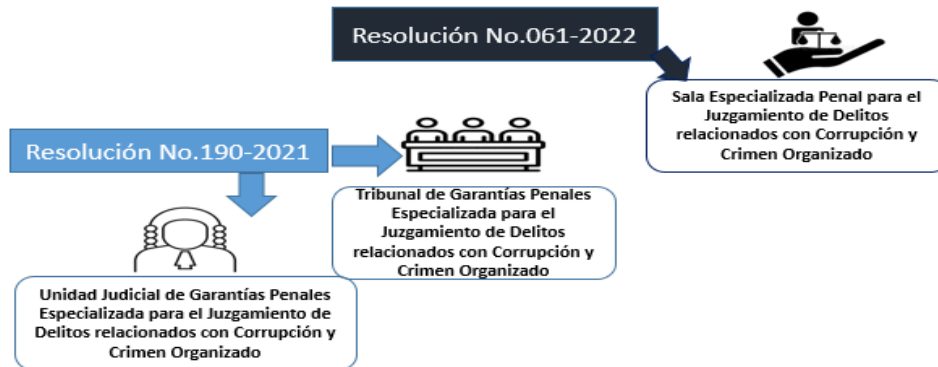 Resolución No.061-2022
Sala Especializada Penal para el
Juzgamiento de Delitos
relacionados con Corrupción y
Crimen Organizado
Resolución No.190-2021
Tribunal de Garantías Penales
Especializada para el
Juzgamiento de Delitos
relacionados con Corrupción y
Crimen Organizado
Unidad Judicial de Garantías Penales
Especializada para el Juzgamiento de
Delitos relacionados con Corrupción y
Crimen Organizado